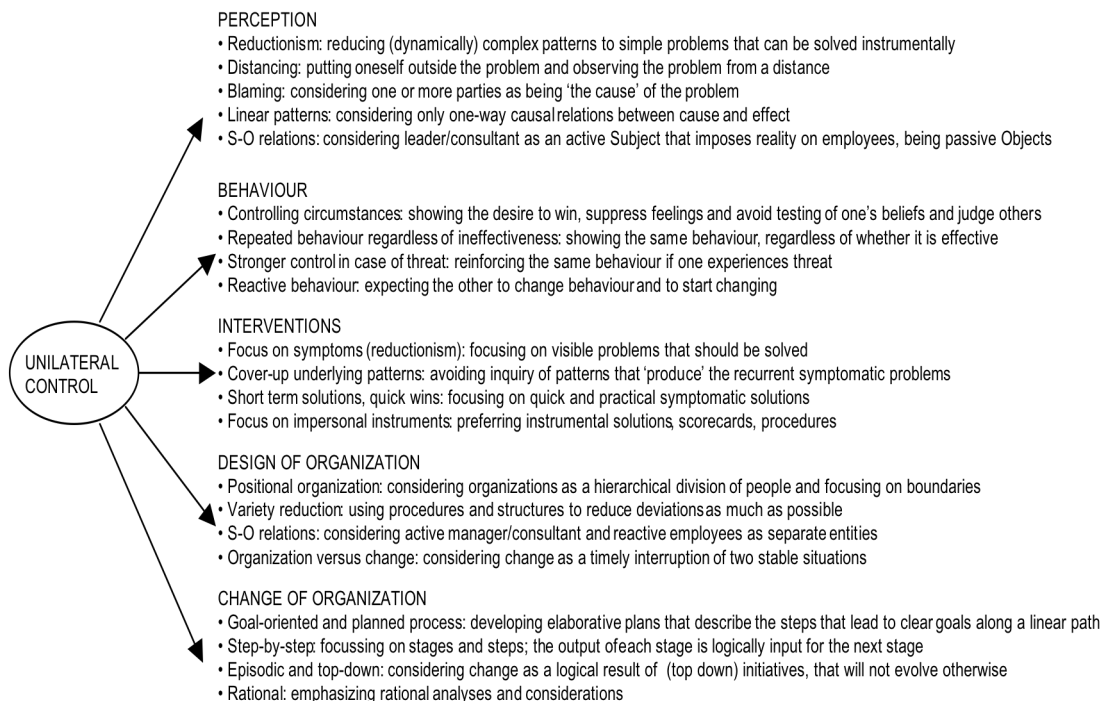 PERCEPTION
• Reductionism: reducing (dynamically) complex patterns to simple problems that can be solved instrumentally
• Distancing: putting oneself outside the problem and observing the problem from a distance
• Blaming: considering one or more parties as being ‘the cause’ of the problem
• Linear patterns: considering only one-way causal relations between cause and effect
• S-O relations: considering leader/consultant as an active Subject that imposes reality on employees, being passive Objects
BEHAVIOUR
• Controlling circumstances: showing the desire to win, suppress feelings and avoid testing of one’s beliefs and judge others
• Repeated behaviour regardless of ineffectiveness: showing the same behaviour, regardless of whether it is effective
• Stronger control in case of threat: reinforcing the same behaviour if one experiences threat
• Reactive behaviour: expecting the other to change behaviour and to start changing
INTERVENTIONS
• Focus on symptoms (reductionism): focusing on visible problems that should be solved
• Cover-up underlying patterns: avoiding inquiry of patterns that ‘produce’ the recurrent symptomatic problems
• Short term solutions, quick wins: focusing on quick and practical symptomatic solutions
• Focus on impersonal instruments: preferring instrumental solutions, scorecards, procedures
UNILATERAL
CONTROL
DESIGN OF ORGANIZATION
• Positional organization: considering organizations as a hierarchical division of people and focusing on boundaries
• Variety reduction: using procedures and structures to reduce deviations as much as possible
• S-O relations: considering active manager/consultant and reactive employees as separate entities
• Organization versus change: considering change as a timely interruption of two stable situations
CHANGE OF ORGANIZATION
• Goal-oriented and planned process: developing elaborative plans that describe the steps that lead to clear goals along a linear path
• Step-by-step: focussing on stages and steps; the output of each stage is logically input for the next stage
• Episodic and top-down: considering change as a logical result of (top down) initiatives, that will not evolve otherwise
• Rational: emphasizing rational analyses and considerations